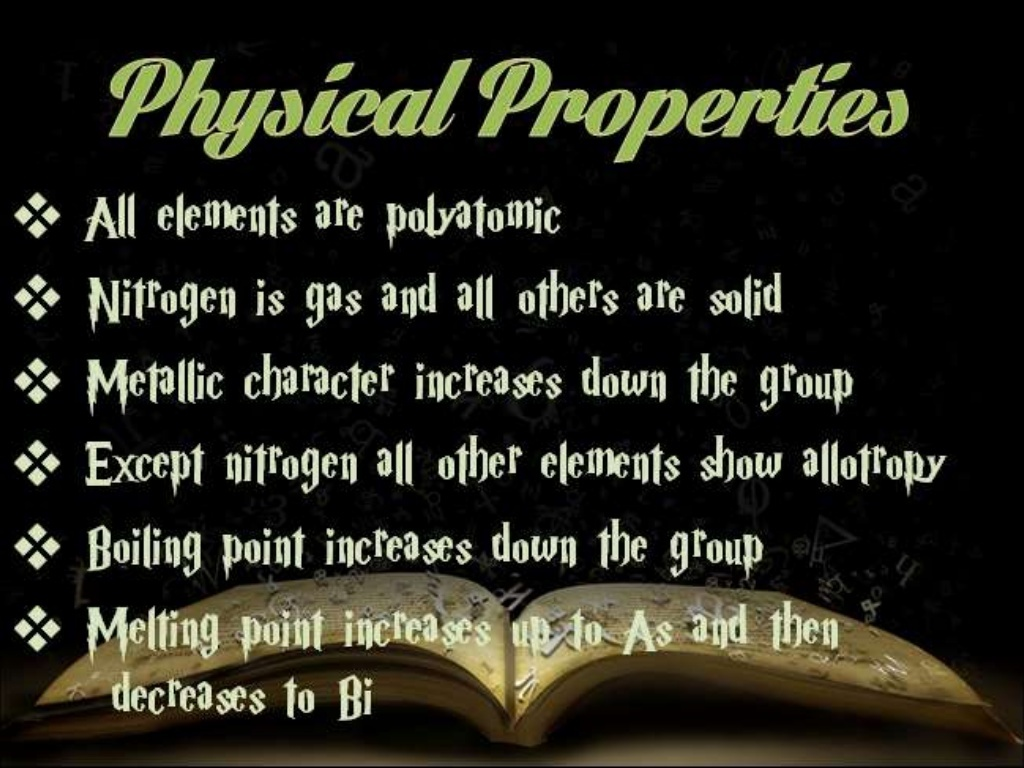 Physical Properties
❖ All elements are polyatomic
❖ Nitrogen is gas and all others are solid
❖ Metallic character increases down the group
❖ Except nitrogen all other elements show allotropy
❖ Boiling point increases down the group
❖ Melting point increases up to As and then
decreases to Bi